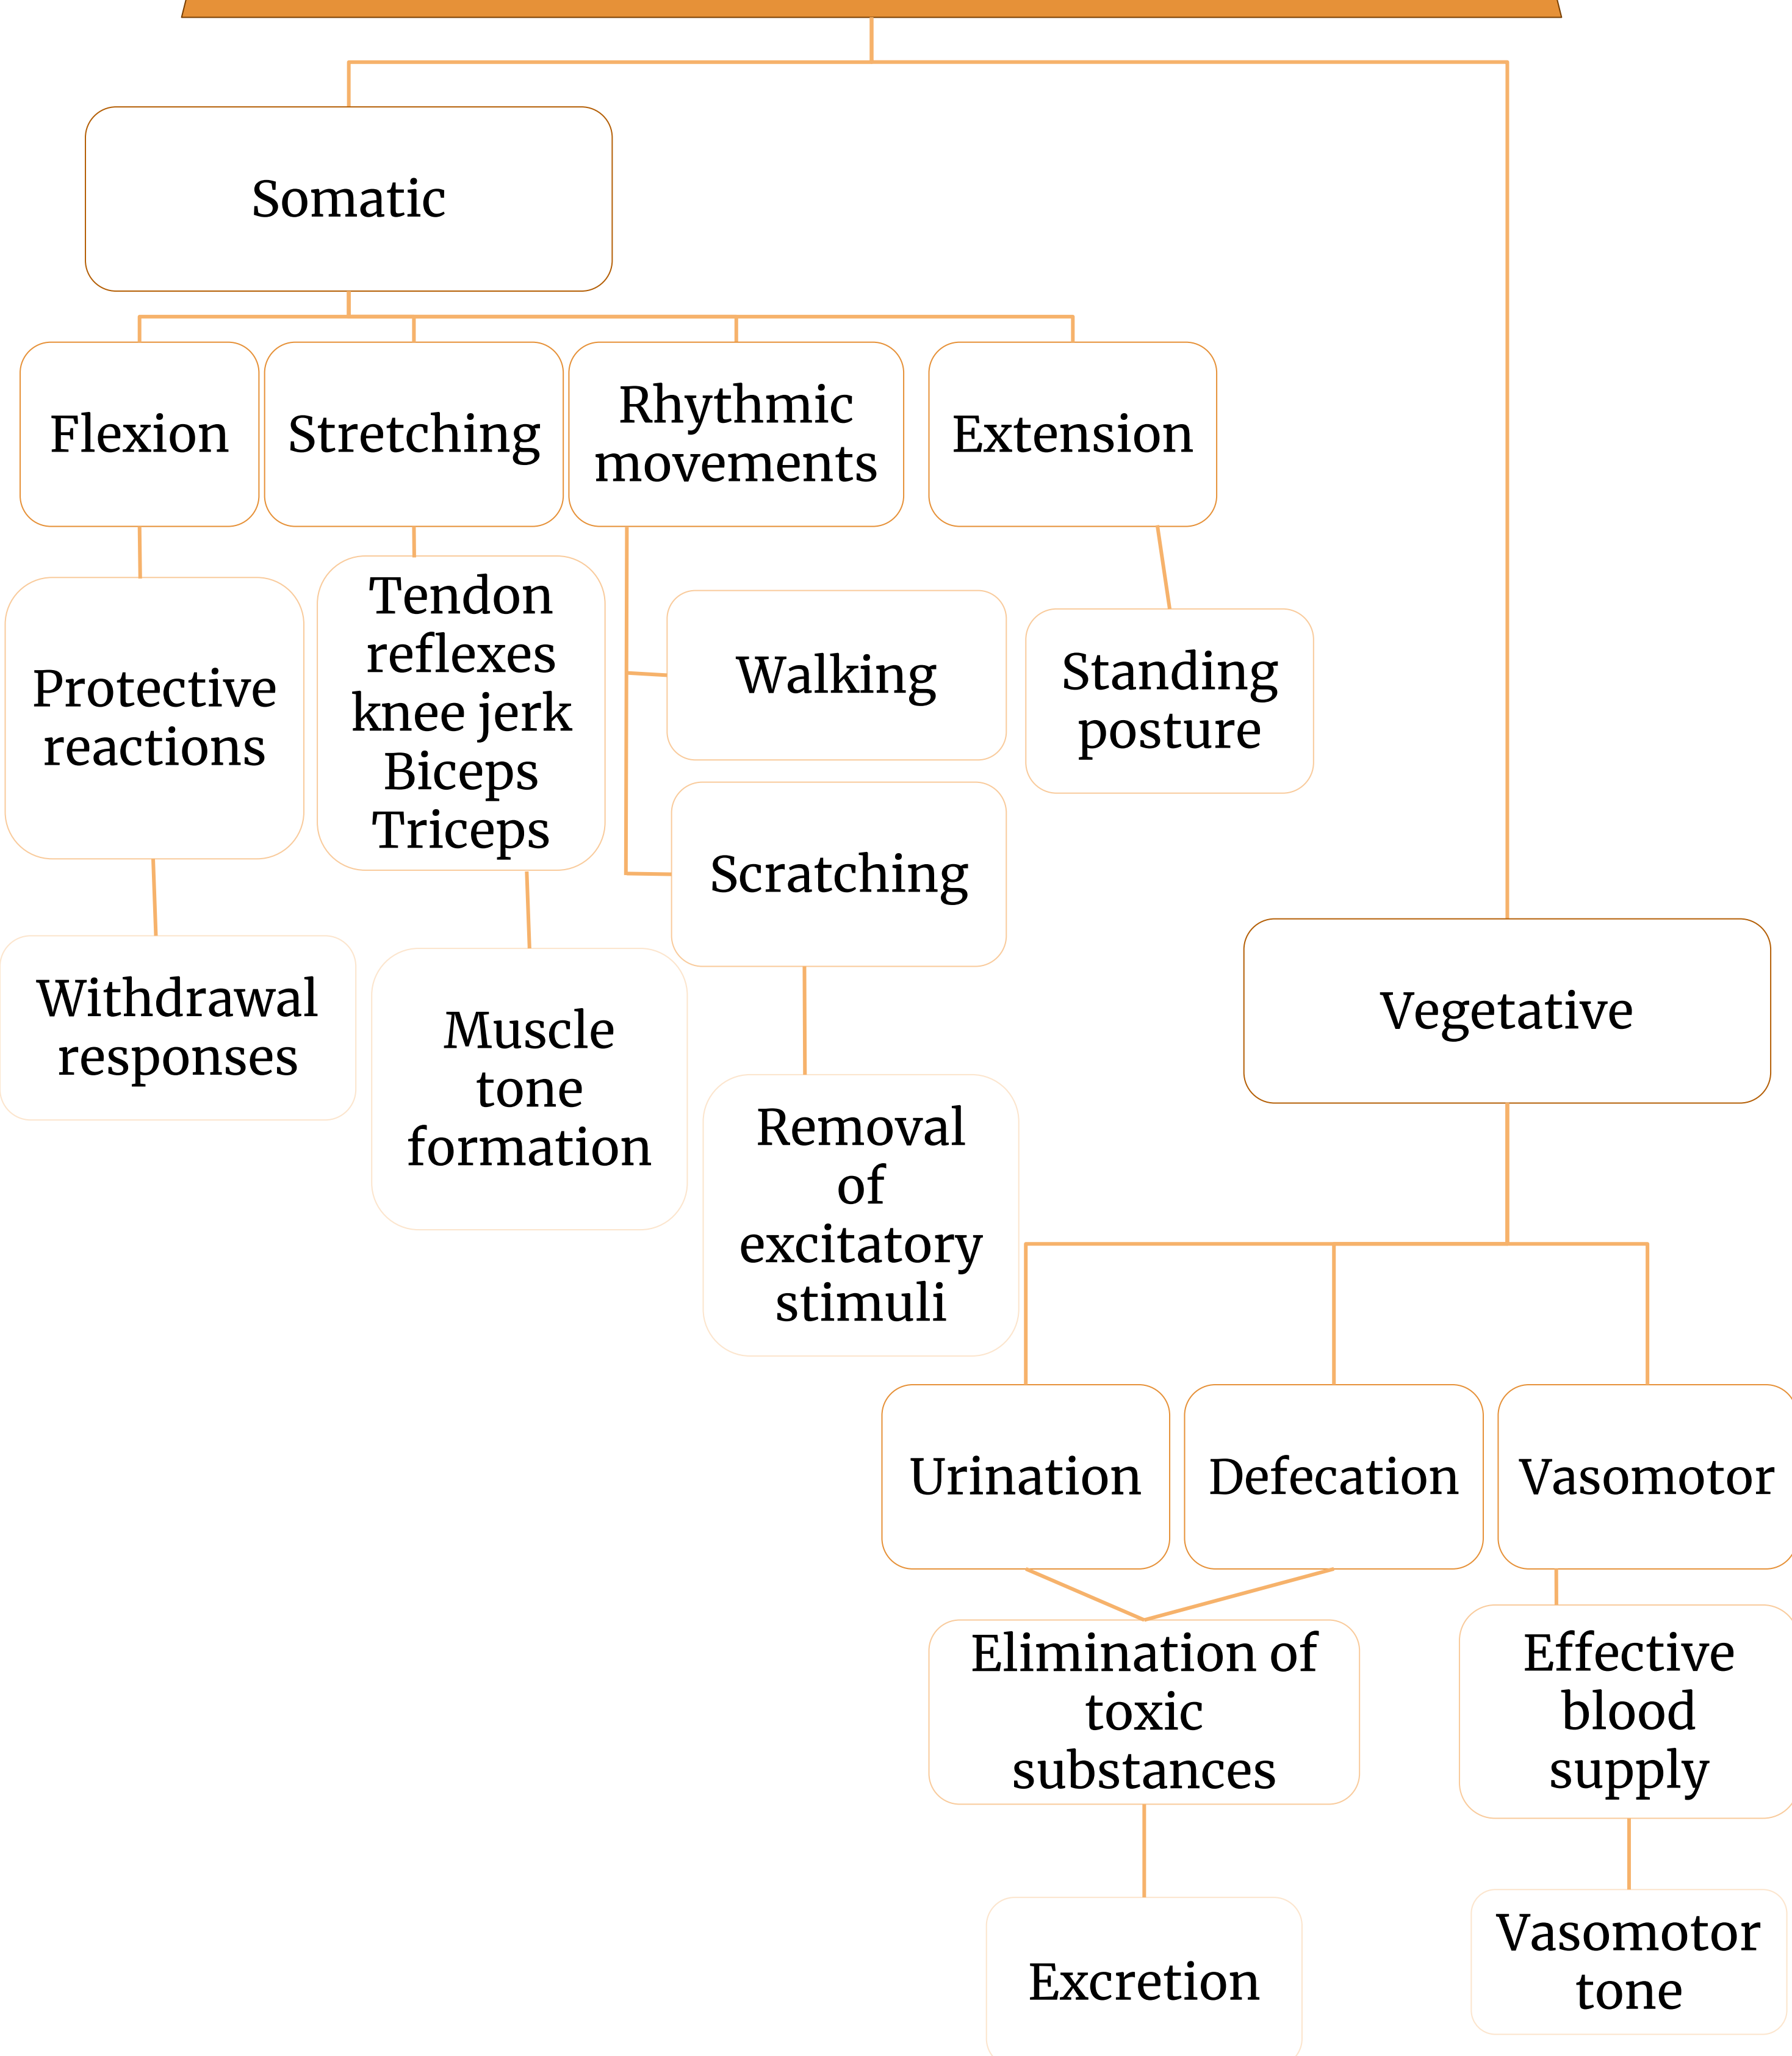 Somatic
Flexion
Stretching
Rhythmic
movements
Extension
Protective
reactions
Tendon
reflexes
knee jerk
Biceps
Triceps
Walking
Standing
posture
Scratching
Withdrawal
responses
Muscle
tone
formation
Removal
of
excitatory
stimuli
Vegetative
Urination
Defecation
Vasomotor
Elimination of
toxic
substances
Effective
blood
supply
Excretion
Vasomotor
tone